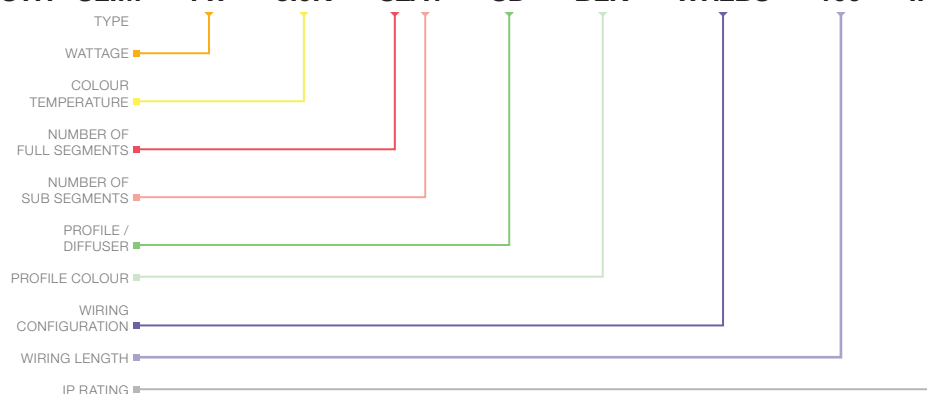 TYPE
WATTAGE
COLOUR
TEMPERATURE
NUMBER OF
FULL SEGMENTS
NUMBER OF
SUB SEGMENTS
PROFILE /
DIFFUSER
PROFILE COLOUR
WIRING
CONFIGURATION
WIRING LENGTH
IP RATING